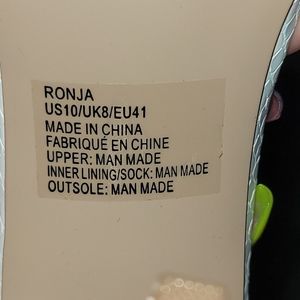 RONJA
US10/UK8/EU41
MADE IN CHINA
FABRIQUÉ EN CHINE
UPPER: MAN MADE
INNER LINING/SOCK: MAN MADE
OUTSOLE: MAN MADE